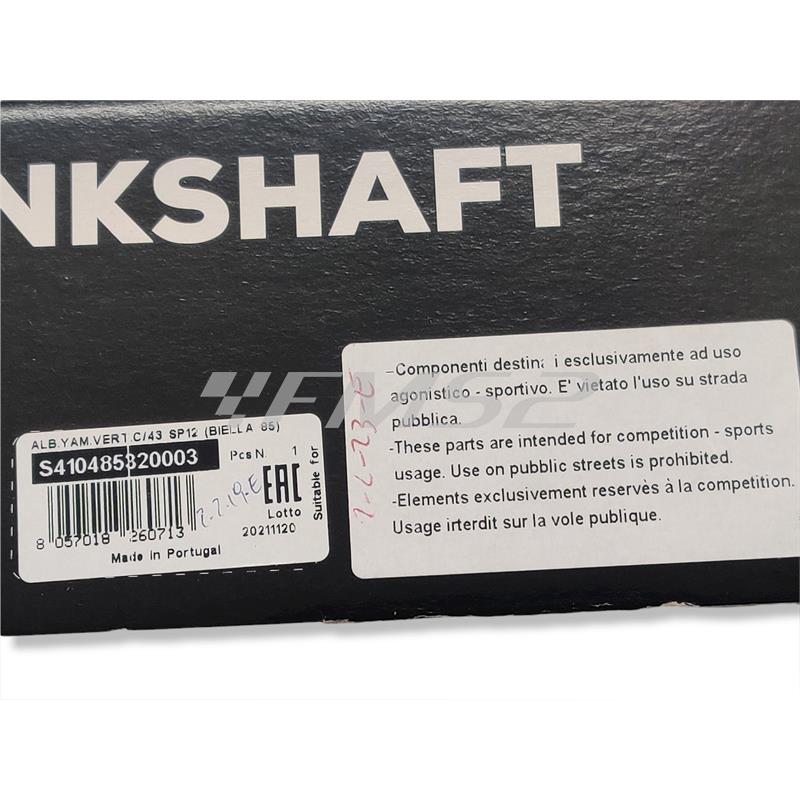 NKSHAFT
EMS2
ALB.YAM.VERT.C/43 SP12 (BIELLA 85)
S410485320003
Pcs N. 1
EAC
Suitable for
Lotto
20211120
8 057018 260713
Made in Portugal
-Componenti destina i esclusivamente ad uso
agonistico - sportivo. E' vietato l'uso su strada
pubblica.
-These parts are intended for competition - sports
usage. Use on pubblic streets is prohibited.
-Elements exclusivement reservès à la competition.
Usage irterdit sur la vole publique.